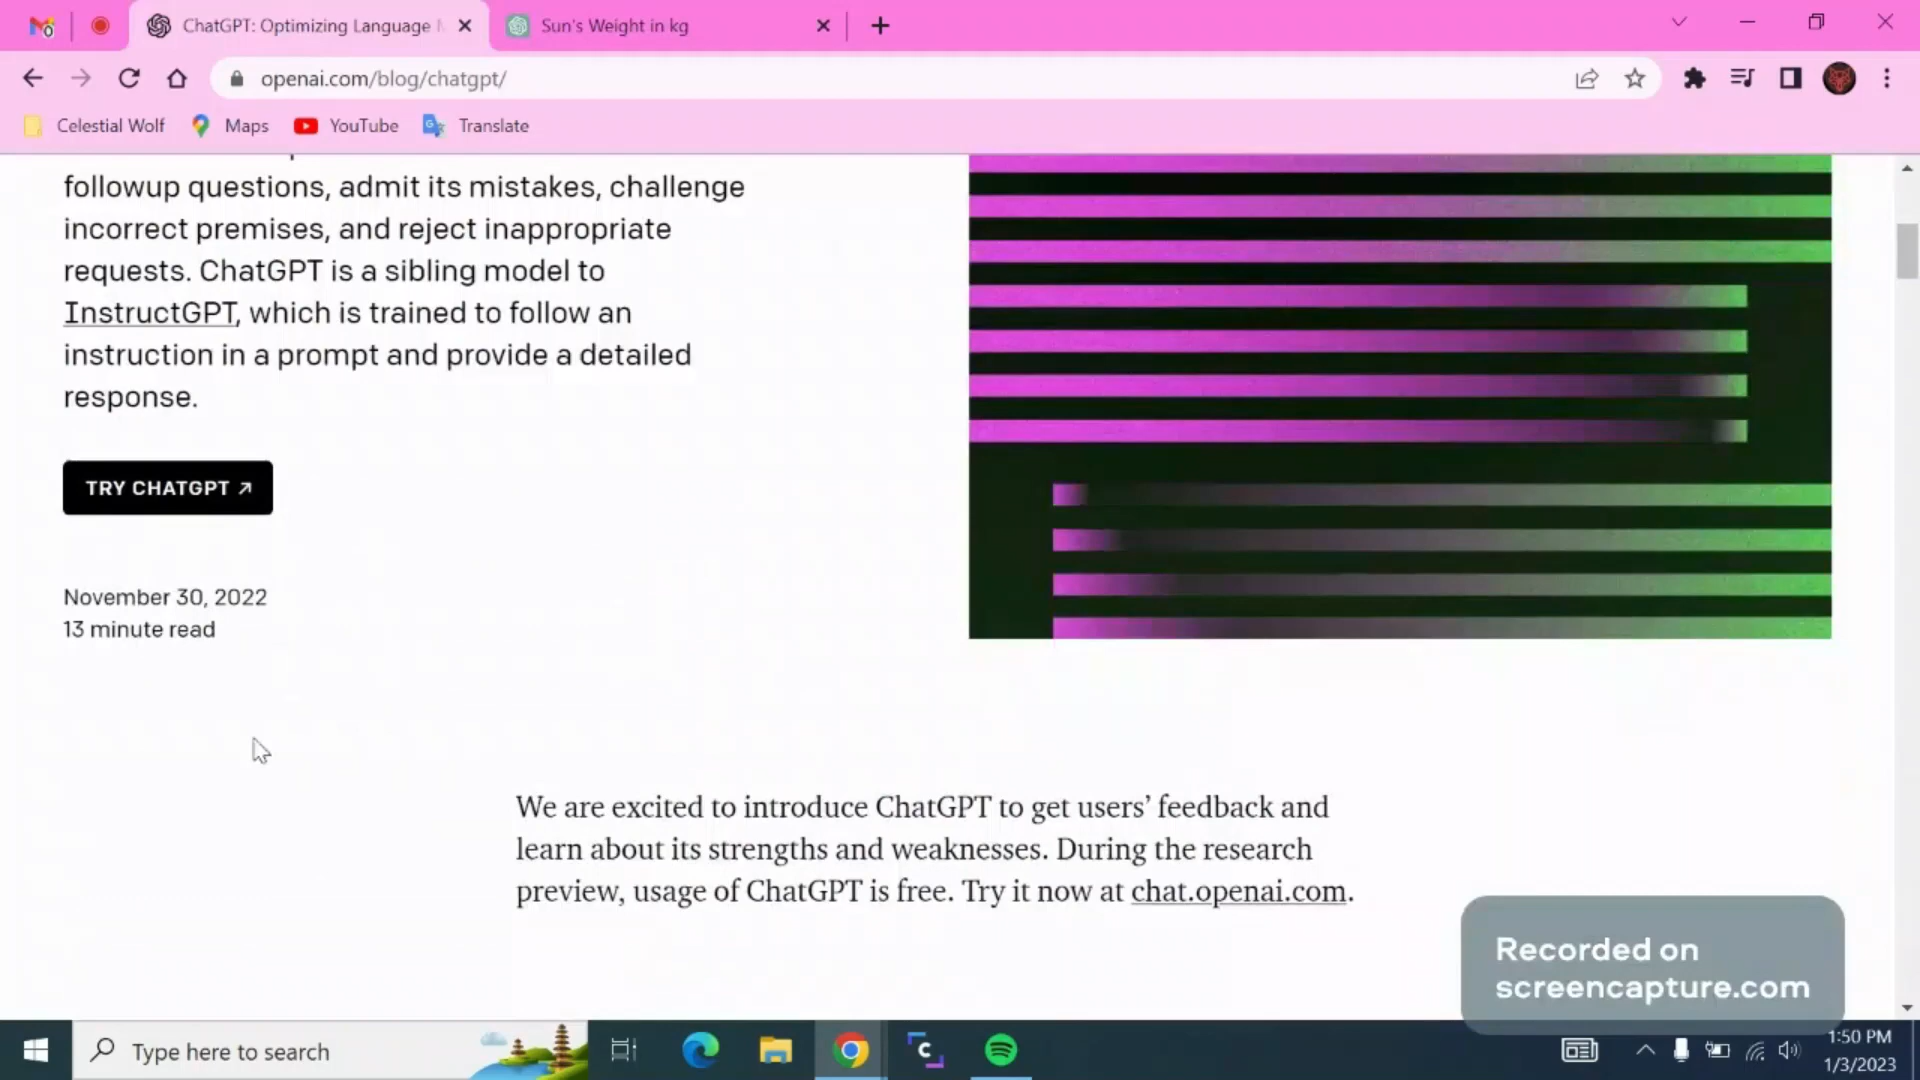 ChatGPT: Optimizing Language
Sun's Weight in kg
openai.com/blog/chatgpt/
Celestial Wolf
Maps
YouTube
Translate
followup questions, admit its mistakes, challenge
incorrect premises, and reject inappropriate
requests. ChatGPT is a sibling model to
InstructGPT, which is trained to follow an
instruction in a prompt and provide a detailed
response.
TRY CHATGPT ↗
November 30, 2022
13 minute read
We are excited to introduce ChatGPT to get users’ feedback and
learn about its strengths and weaknesses. During the research
preview, usage of ChatGPT is free. Try it now at chat.openai.com.
Recorded on
screencapture.com
Type here to search
1:50 PM
1/3/2023